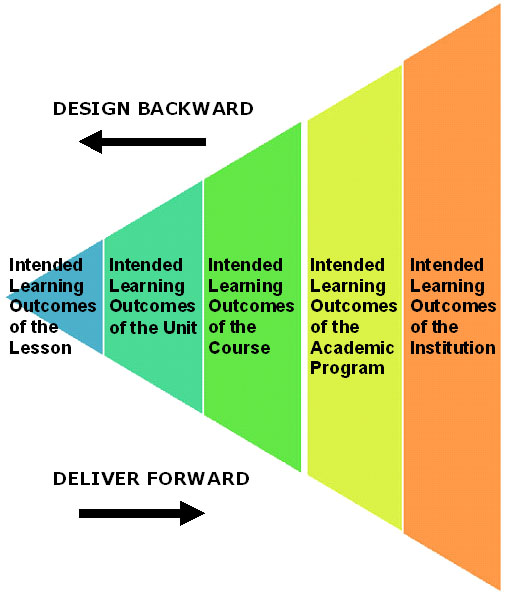 DESIGN BACKWARD
Intended
Learning
Outcomes
of the
Lesson
Intended
Learning
Outcomes
of the Unit
Intended
Learning
Outcomes
of the
Course
Intended
Learning
Outcomes
of the
Academic
Program
Intended
Learning
Outcomes
of the
Institution
DELIVER FORWARD